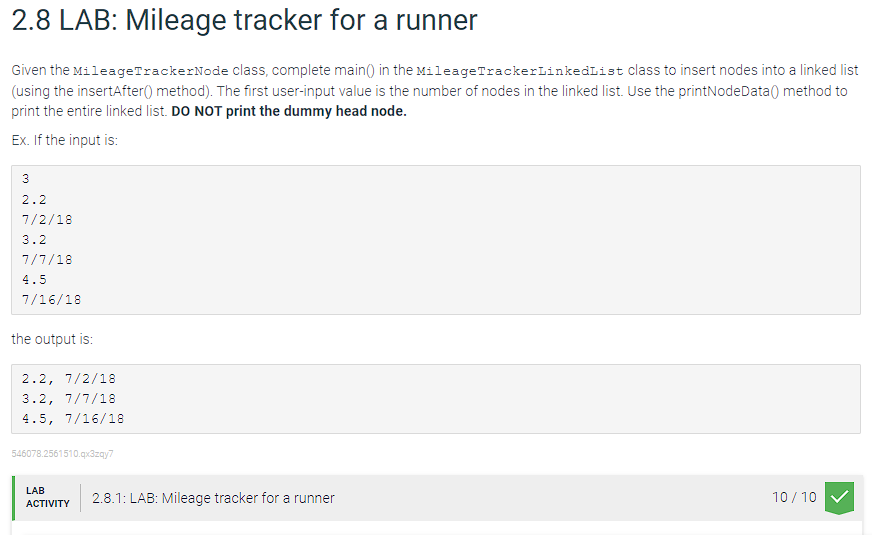 2.8 LAB: Mileage tracker for a runner
Given the MileageTrackerNode class, complete main() in the MileageTrackerLinkedList class to insert nodes into a linked list
(using the insertAfter() method). The first user-input value is the number of nodes in the linked list. Use the printNodeData() method to
print the entire linked list. DO NOT print the dummy head node.
Ex. If the input is:
3
2.2
7/2/18
3.2
7/7/18
4.5
7/16/18
the output is:
2.2, 7/2/18
3.2, 7/7/18
4.5, 7/16/18
546078.2561510.qx3zqy7
LAB
ACTIVITY
2.8.1: LAB: Mileage tracker for a runner
10 / 10